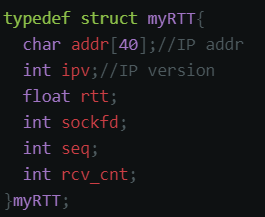 typedef struct myRTT{
char addr[40];//IP addr
int ipv;//IP version
float rtt;
int sockfd;
int seq;
int rcv_cnt;
}myRTT;